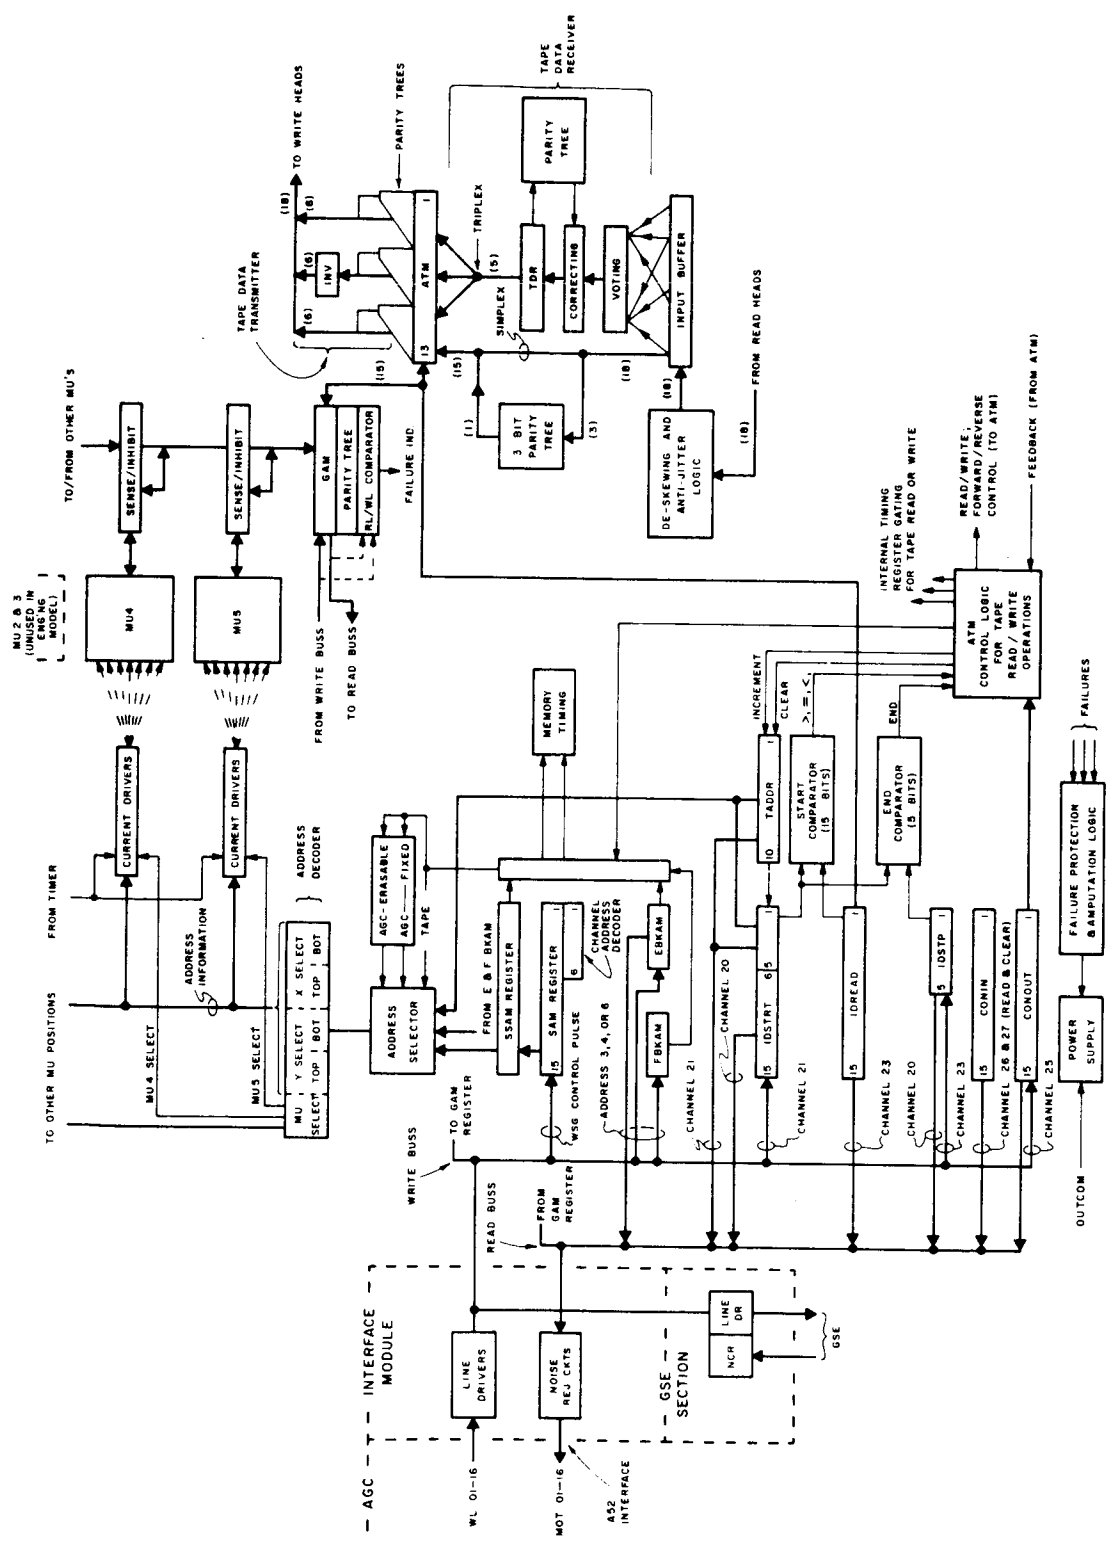 TO OTHER MU POSITIONS
FROM TIMER
MU 2 & 3
(UNUSED IN
ENG'NG
MODEL)
TO/FROM OTHER MU'S
MU4 SELECT
ADDRESS
INFORMATION
CURRENT DRIVERS
MU4
SENSE/INHIBIT
MU5 SELECT
CURRENT DRIVERS
MU5
SENSE/INHIBIT
MU
SELECT
Y SELECT
TOP
BOT
X SELECT
TOP
BOT
ADDRESS
DECODER
FROM WRITE BUSS
TO READ BUSS
GAM
PARITY TREE
RL/WL COMPARATOR
FAILURE IND
TAPE DATA
TRANSMITTER
(6)
(6)
INV
(6)
(18)
TO WRITE HEADS
PARITY TREES
(15)
13
ATM
1
(15)
(1)
3 BIT
PARITY
TREE
(3)
SIMPLEX
(5)
TRIPLEX
TDR
PARITY
TREE
CORRECTING
VOTING
INPUT BUFFER
(18)
TAPE
DATA
RECEIVER
DE-SKEWING AND
ANTI-JITTER
LOGIC
(18)
(18)
FROM READ HEADS
ADDRESS
SELECTOR
AGC-ERASABLE
AGC-FIXED
TAPE
MEMORY
TIMING
FROM E & F BKAM
SSAM REGISTER
15
SAM REGISTER
1
6
1
CHANNEL
ADDRESS
DECODER
WSG CONTROL PULSE
ADDRESS 3,4, OR 6
FBKAM
EBKAM
CHANNEL 21
CHANNEL 20
10
TADDR
1
INCREMENT
CLEAR
15
IDSTRT
6
5
1
CHANNEL 21
START
COMPARATOR
(15 BITS)
>, =, <,
15
IDREAD
1
CHANNEL 23
END
COMPARATOR
(15 BITS)
END
5
IDSTP
1
CHANNEL 20
CHANNEL 23
15
CONIN
1
CHANNEL 26 & 27 (READ & CLEAR)
15
CONOUT
1
CHANNEL 25
INTERNAL TIMING
REGISTER GATING
FOR TAPE READ OR WRITE
ATM
CONTROL LOGIC
FOR TAPE
READ / WRITE
OPERATIONS
READ/WRITE;
FORWARD/REVERSE
CONTROL (TO ATM)
FEEDBACK (FROM ATM)
OUTCOM
POWER
SUPPLY
FAILURE PROTECTION
& AMPUTATION LOGIC
FAILURES
WRITE BUSS
TO GAM
REGISTER
READ BUSS
FROM
GAM
REGISTER
AGC
INTERFACE
MODULE
LINE
DRIVERS
WL 01-16
NOISE
REJ CKTS
MOT 01-16
A52
INTERFACE
GSE
SECTION
NCR
LINE
DR
GSE